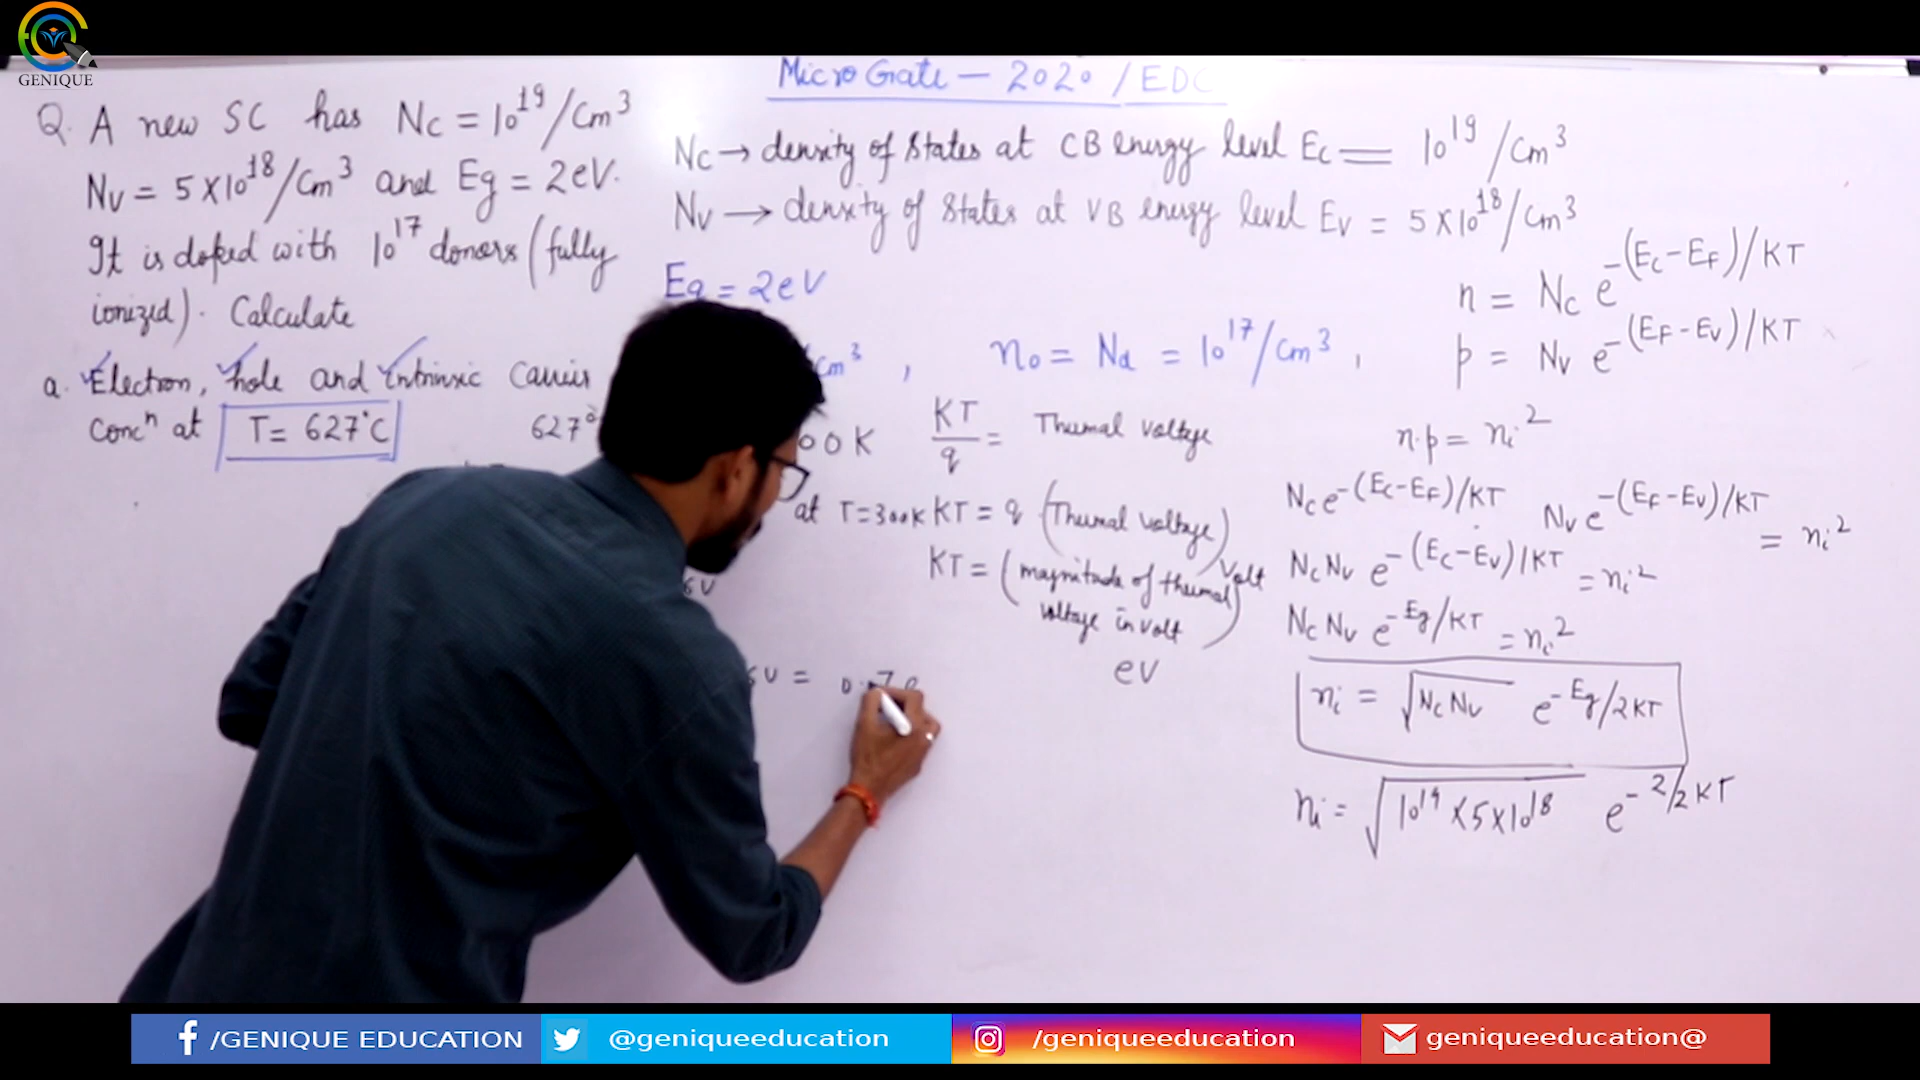 GENIQUE
Micro Gate — 2020 / EDC
Q. A new SC has Nc = 10^19/Cm^3
Nv = 5×10^18/Cm^3 and Eg = 2eV.
It is doped with 10^17 doners (fully
ionized). Calculate
a. Electron, hole and intrinsic Carrier
Conc^n at T = 627°C
627°
Nc → density of States at CB energy level Ec = 10^19 /Cm^3
Nv → density of States at VB energy level Ev = 5×10^18/Cm^3
Eg = 2eV
Cm^3 , no = Nd = 10^17/Cm^3 ,
00K KT/q = Thermal voltage
at T=300K KT = q (Thermal voltage)
KT = (magnitude of thermal voltage in volt) Volt
eV
6V =
n = Nc e^-(Ec-EF)/KT
p = Nv e^-(EF-Ev)/KT
n.p = ni^2
Nc e^-(Ec-EF)/KT Nv e^-(EF-Ev)/KT = ni^2
Nc Nv e^-(Ec-Ev)/KT = ni^2
Nc Nv e^-Eg/KT = ni^2
ni = √NcNv e^-Eg/2KT
ni = √10^19 ×5×10^18 e^-2/2KT
/GENIQUE EDUCATION @geniqueeducation /geniqueeducation geniqueeducation@